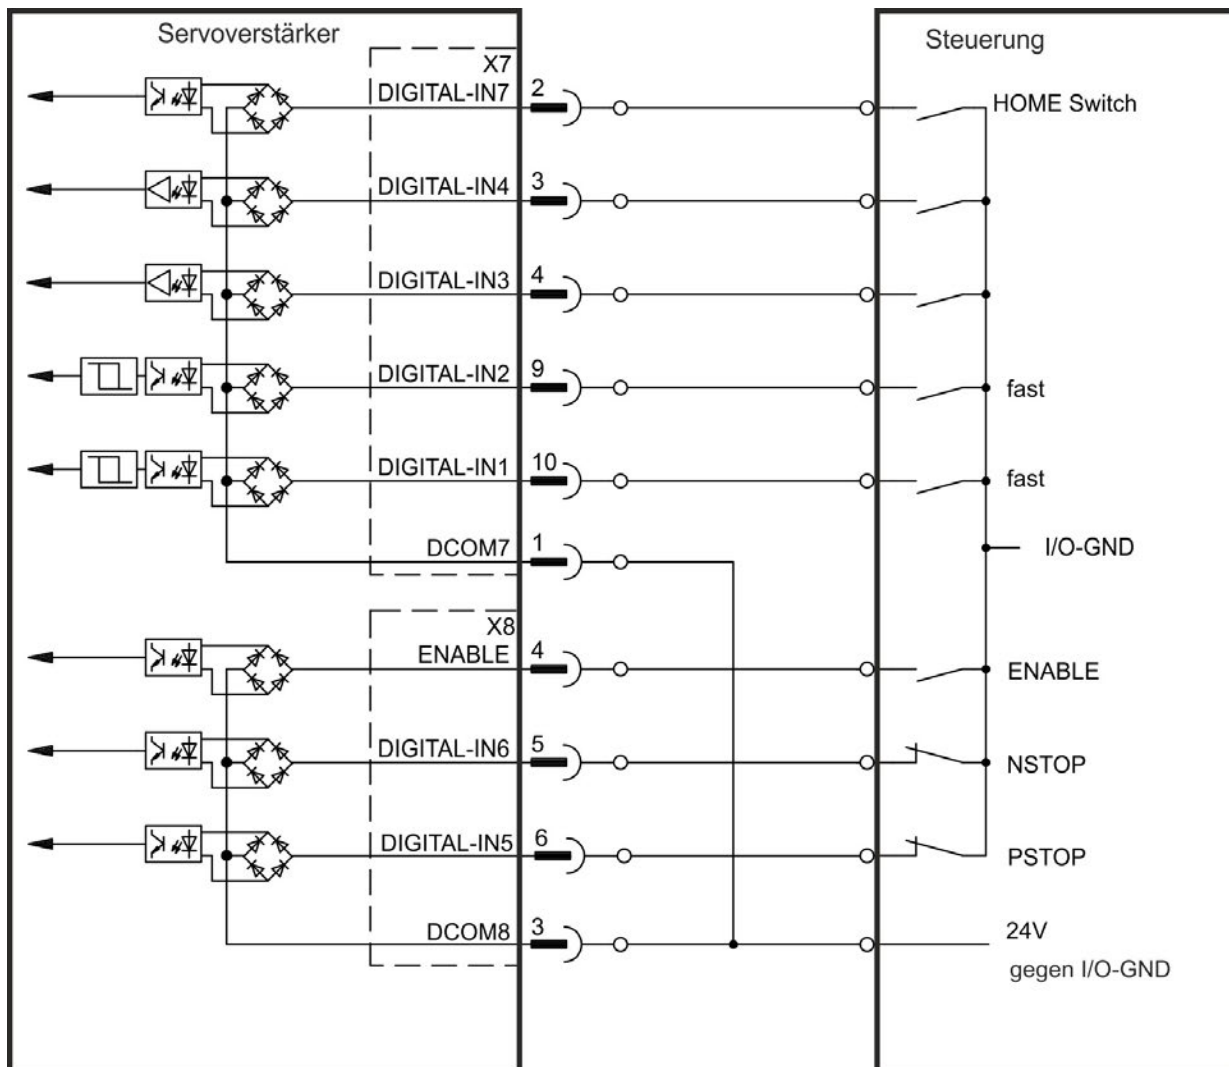 Servoverstärker
Steuerung
X7
DIGITAL-IN7
2
HOME Switch
DIGITAL-IN4
3
DIGITAL-IN3
4
DIGITAL-IN2
9
fast
DIGITAL-IN1
10
fast
DCOM7
1
I/O-GND
X8
ENABLE
4
ENABLE
DIGITAL-IN6
5
NSTOP
DIGITAL-IN5
6
PSTOP
DCOM8
3
24V
gegen I/O-GND